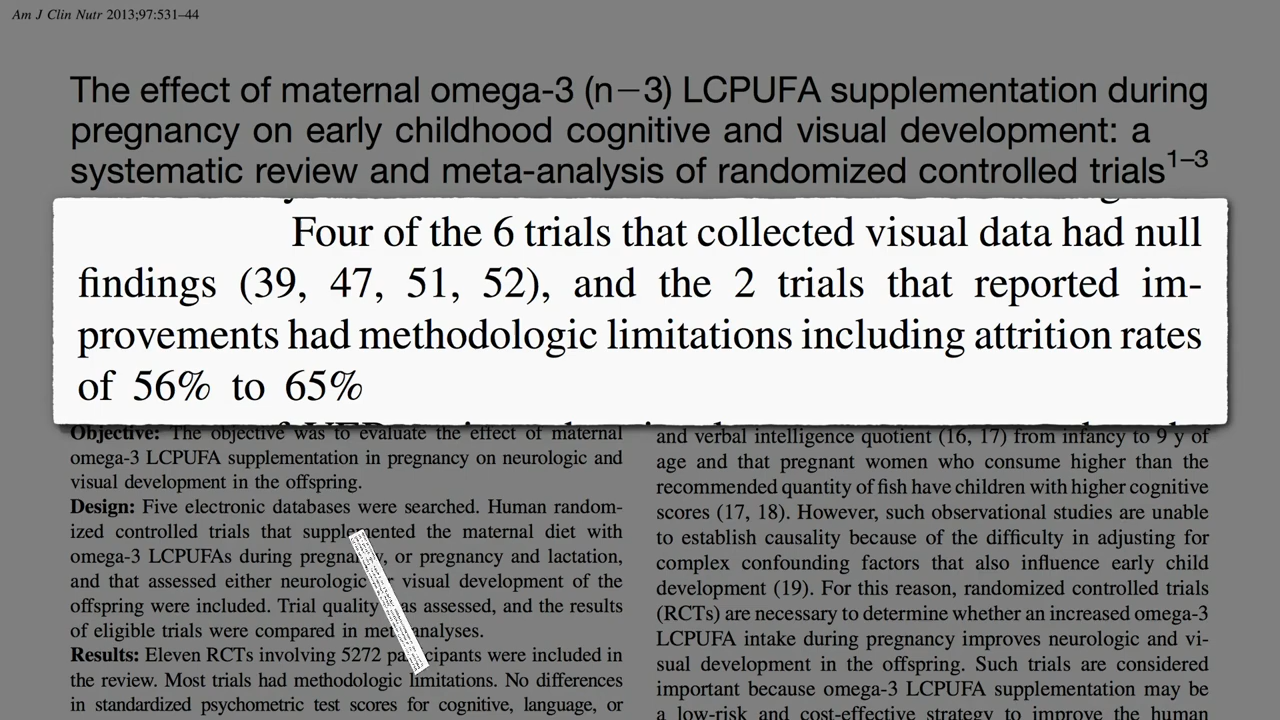 Am J Clin Nutr 2013;97:531–44
The effect of maternal omega-3 (n−3) LCPUFA supplementation during
pregnancy on early childhood cognitive and visual development: a
systematic review and meta-analysis of randomized controlled trials1–3
Four of the 6 trials that collected visual data had null
findings (39, 47, 51, 52), and the 2 trials that reported im-
provements had methodologic limitations including attrition rates
of 56% to 65%
Objective: The objective was to evaluate the effect of maternal
omega-3 LCPUFA supplementation in pregnancy on neurologic and
visual development in the offspring.
Design: Five electronic databases were searched. Human random-
ized controlled trials that supplemented the maternal diet with
omega-3 LCPUFAs during pregnancy, or pregnancy and lactation,
and that assessed either neurologic visual development of the
offspring were included. Trial quality as assessed, and the results
of eligible trials were compared in analyses.
Results: Eleven RCTs involving 5272 participants were included in
the review. Most trials had methodologic limitations. No differences
in standardized psychometric test scores for cognitive, language, or
and verbal intelligence quotient (16, 17) from infancy to 9 y of
age and that pregnant women who consume higher than the
recommended quantity of fish have children with higher cognitive
scores (17, 18). However, such observational studies are unable
to establish causality because of the difficulty in adjusting for
complex confounding factors that also influence early child
development (19). For this reason, randomized controlled trials
(RCTs) are necessary to determine whether an increased omega-3
LCPUFA intake during pregnancy improves neurologic and vi-
sual development in the offspring. Such trials are considered
important because omega-3 LCPUFA supplementation may be
a low-risk and cost-effective strategy to improve the human